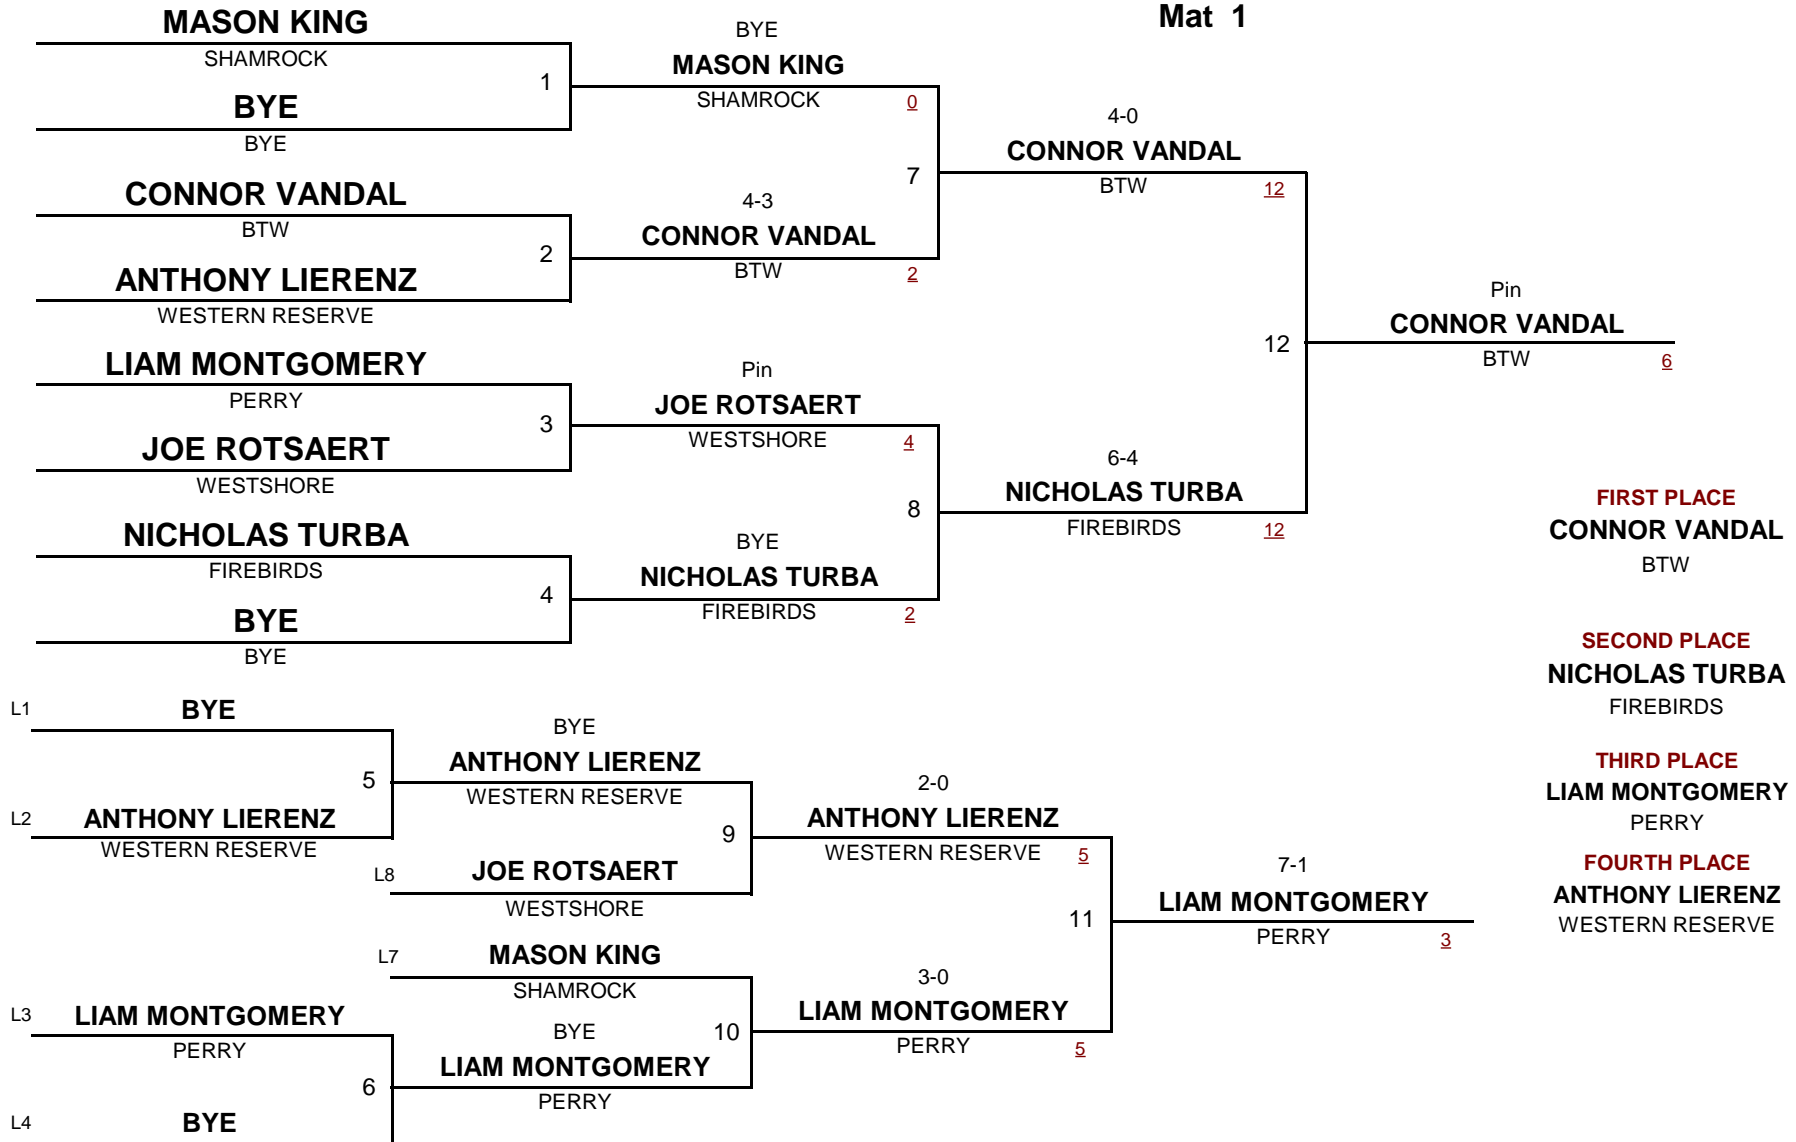 Mat 1
MASON KING
SHAMROCK
1
BYE
BYE
BYE
MASON KING
SHAMROCK
0
CONNOR VANDAL
BTW
2
ANTHONY LIERENZ
WESTERN RESERVE
4-3
CONNOR VANDAL
BTW
2
7
4-0
CONNOR VANDAL
BTW
12
LIAM MONTGOMERY
PERRY
3
JOE ROTSAERT
WESTSHORE
Pin
JOE ROTSAERT
WESTSHORE
4
NICHOLAS TURBA
FIREBIRDS
4
BYE
BYE
BYE
NICHOLAS TURBA
FIREBIRDS
2
8
6-4
NICHOLAS TURBA
FIREBIRDS
12
12
Pin
CONNOR VANDAL
BTW
6
FIRST PLACE
CONNOR VANDAL
BTW
SECOND PLACE
NICHOLAS TURBA
FIREBIRDS
THIRD PLACE
LIAM MONTGOMERY
PERRY
FOURTH PLACE
ANTHONY LIERENZ
WESTERN RESERVE
L1
BYE
5
L2
ANTHONY LIERENZ
WESTERN RESERVE
BYE
ANTHONY LIERENZ
WESTERN RESERVE
9
L8
JOE ROTSAERT
WESTSHORE
2-0
ANTHONY LIERENZ
WESTERN RESERVE
5
L7
MASON KING
SHAMROCK
L3
LIAM MONTGOMERY
PERRY
6
L4
BYE
BYE
LIAM MONTGOMERY
PERRY
10
3-0
LIAM MONTGOMERY
PERRY
5
11
7-1
LIAM MONTGOMERY
PERRY
3